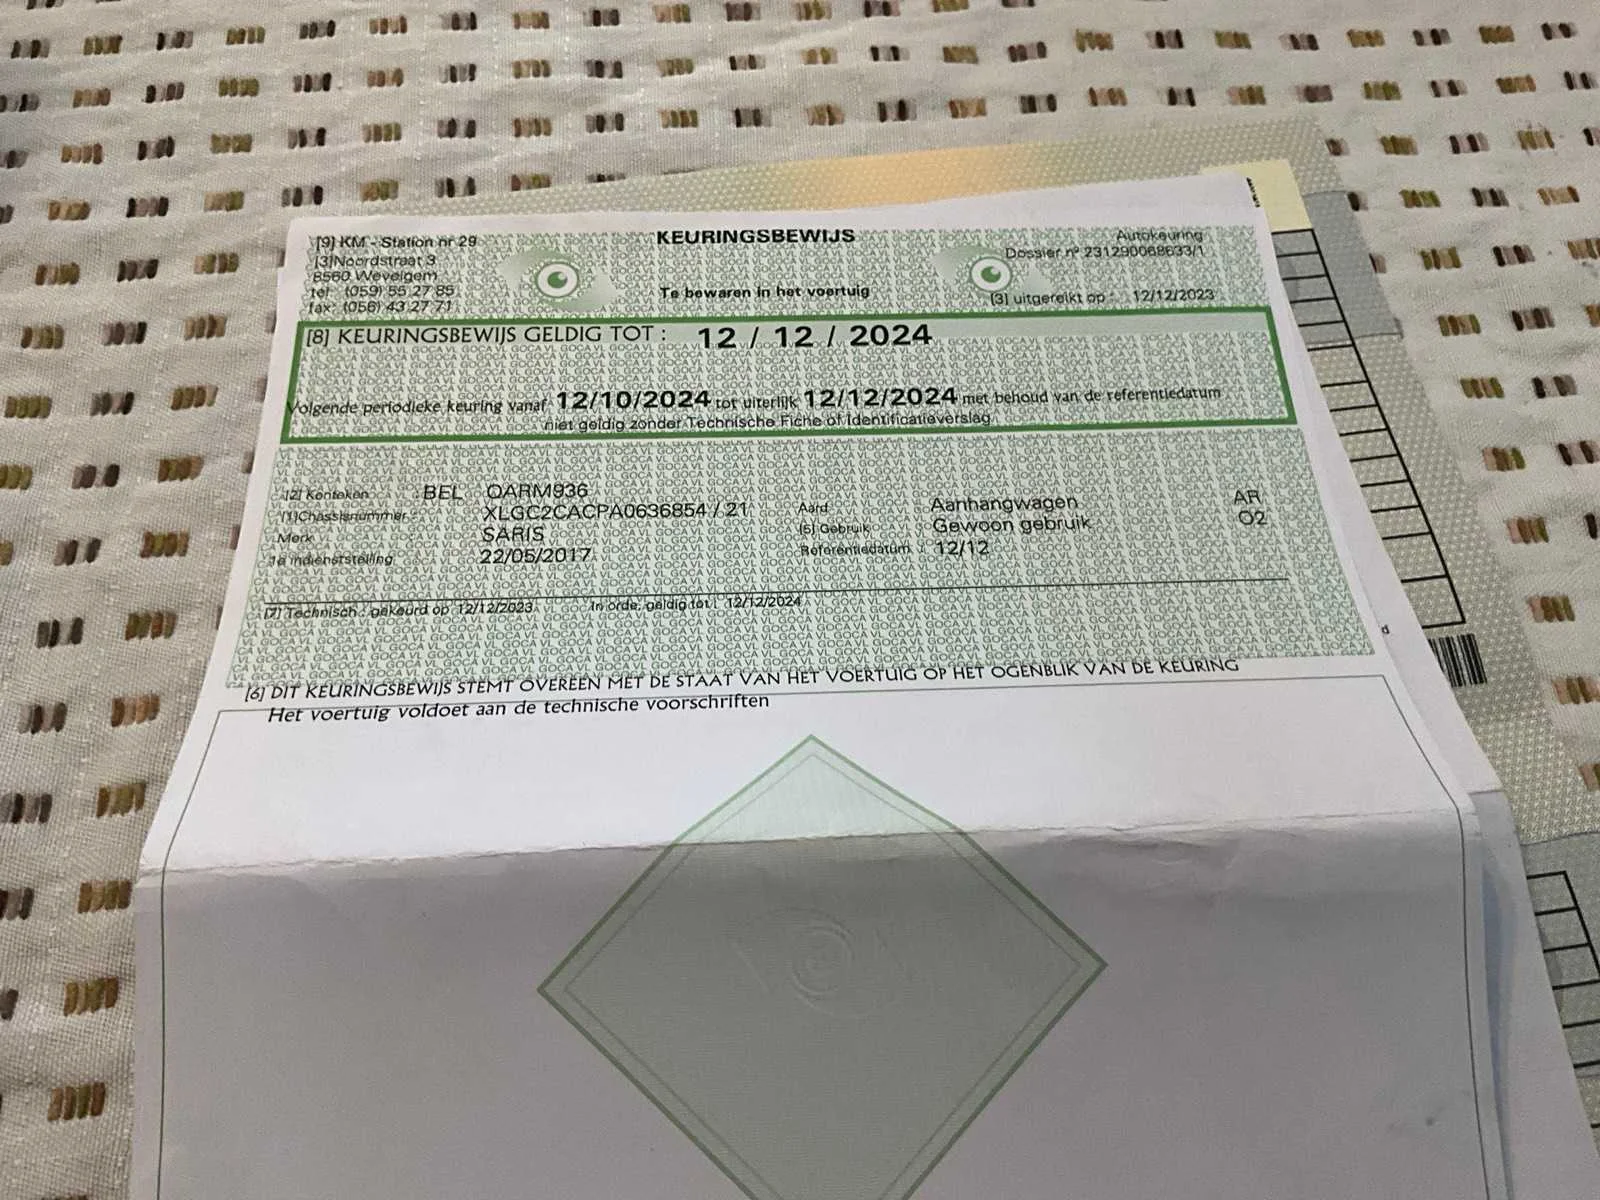 [9] KM - Station nr 29
[3]Noordstraat 3
8560 Wevelgem
tel: (059) 55 27 85
fax: (056) 43 27 71
KEURINGSBEWIJS
Te bewaren in het voertuig
Autokeuring
Dossier nº 231290068633/1
[3] uitgereikt op : 12/12/2023
[8] KEURINGSBEWIJS GELDIG TOT : 12 / 12 / 2024
Volgende periodieke keuring vanaf 12/10/2024 tot uiterlijk 12/12/2024 met behoud van de referentiedatum
niet geldig zonder Technische Fiche of Identificatieverslag
[2] Kenteken : BEL QARM936
[1]Chassisnummer : XLGC2CACPA0636854 / 21
Merk : SARIS
1e indienststelling : 22/05/2017
Aard : Aanhangwagen AR
[5] Gebruik : Gewoon gebruik O2
Referentiedatum : 12/12
[7] Technisch : gekeurd op 12/12/2023 In orde, geldig tot : 12/12/2024
[6] DIT KEURINGSBEWIJS STEMT OVEREEN MET DE STAAT VAN HET VOERTUIG OP HET OGENBLIK VAN DE KEURING
Het voertuig voldoet aan de technische voorschriften